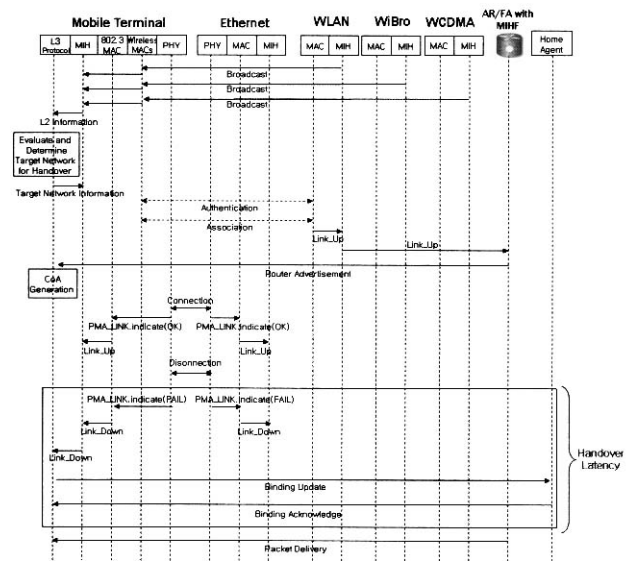 Mobile Terminal Ethernet WLAN WiBro WCDMA AR/FA with MIHF
L3 Protocol MIH 802.3 MAC Wireless MACs PHY PHY MAC MIH MAC MIH MAC MIH MAC MIH Home Agent
Broadcast
Broadcast
Broadcast
L2 Information
Evaluate and
Determine
Target Network
for Handover
Target Network Information
Authentication
Association
Link_Up
Link_Up
Router Advertisement
CoA
Generation
Connection
PMA_LINK.indicate(OK) PMA_LINK.indicate(OK)
Link_Up Link_Up
Disonnection
PMA_LINK.indicate(FAIL) PMA_LINK.indicate(FAIL)
Link_Down Link_Down
Link_Down
Handover
Latency
Binding Update
Binding Acknowledge
Packet Delivery